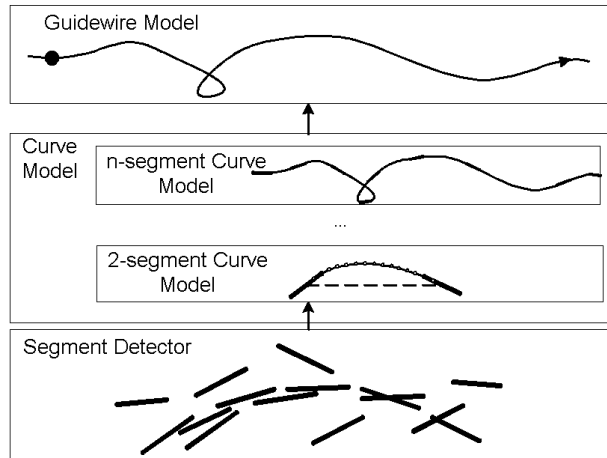 Guidewire Model
Curve
Model
n-segment Curve
Model
...
2-segment Curve
Model
Segment Detector